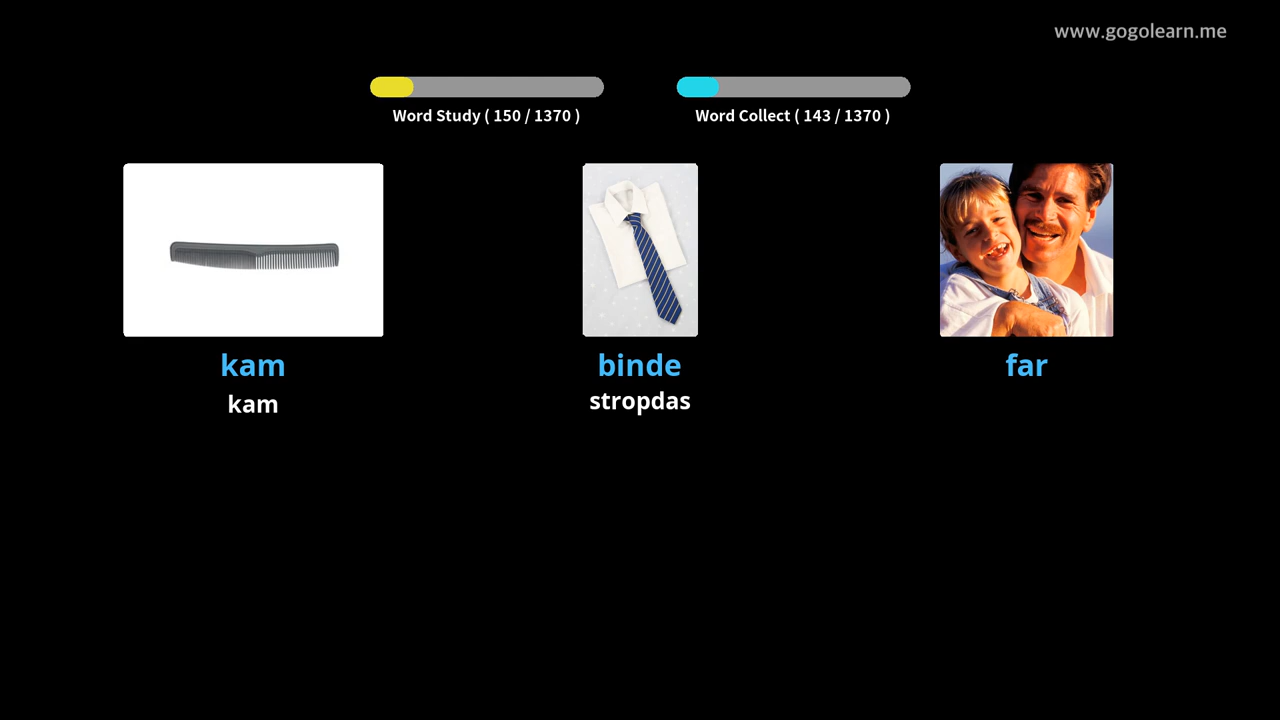 www.gogolearn.me
Word Study ( 150 / 1370 )
Word Collect ( 143 / 1370 )
kam
binde
far
kam
stropdas